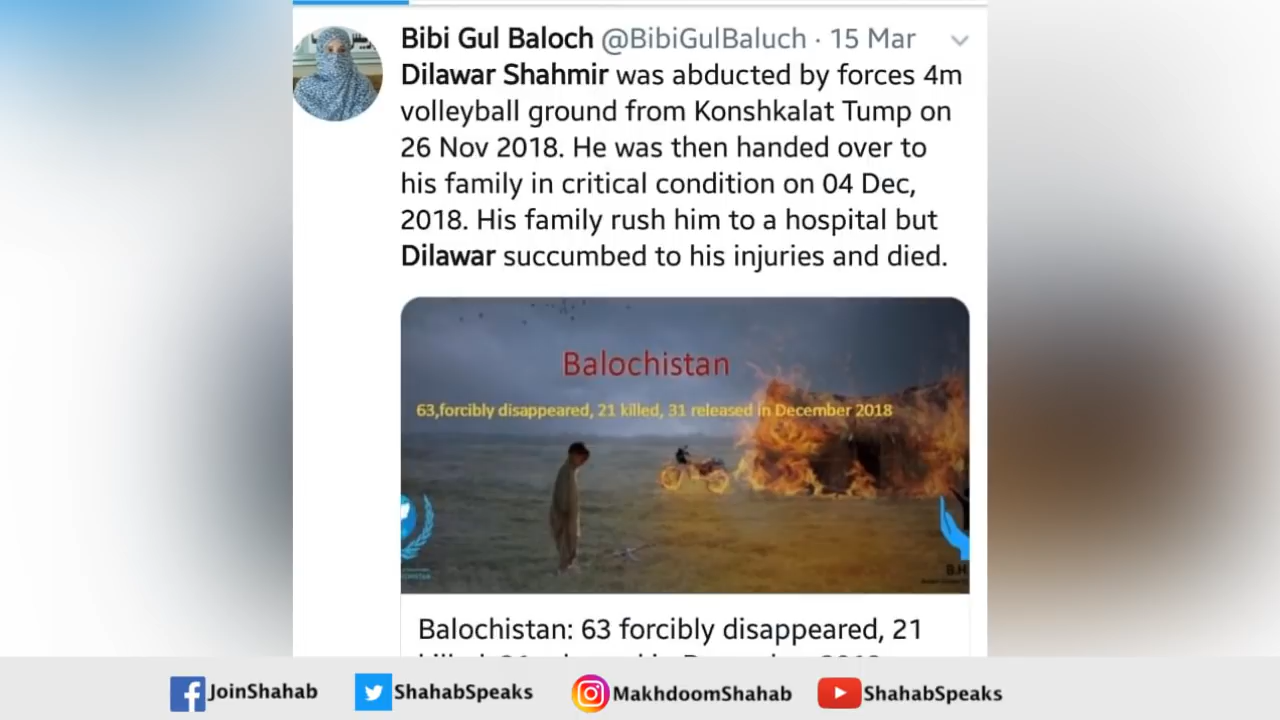 Bibi Gul Baloch @BibiGulBaluch · 15 Mar
Dilawar Shahmir was abducted by forces 4m
volleyball ground from Konshkalat Tump on
26 Nov 2018. He was then handed over to
his family in critical condition on 04 Dec,
2018. His family rush him to a hospital but
Dilawar succumbed to his injuries and died.
Balochistan
63,forcibly disappeared, 21 killed, 31 released in December 2018
B.H
Balochistan: 63 forcibly disappeared, 21
JoinShahab
ShahabSpeaks
MakhdoomShahab
ShahabSpeaks